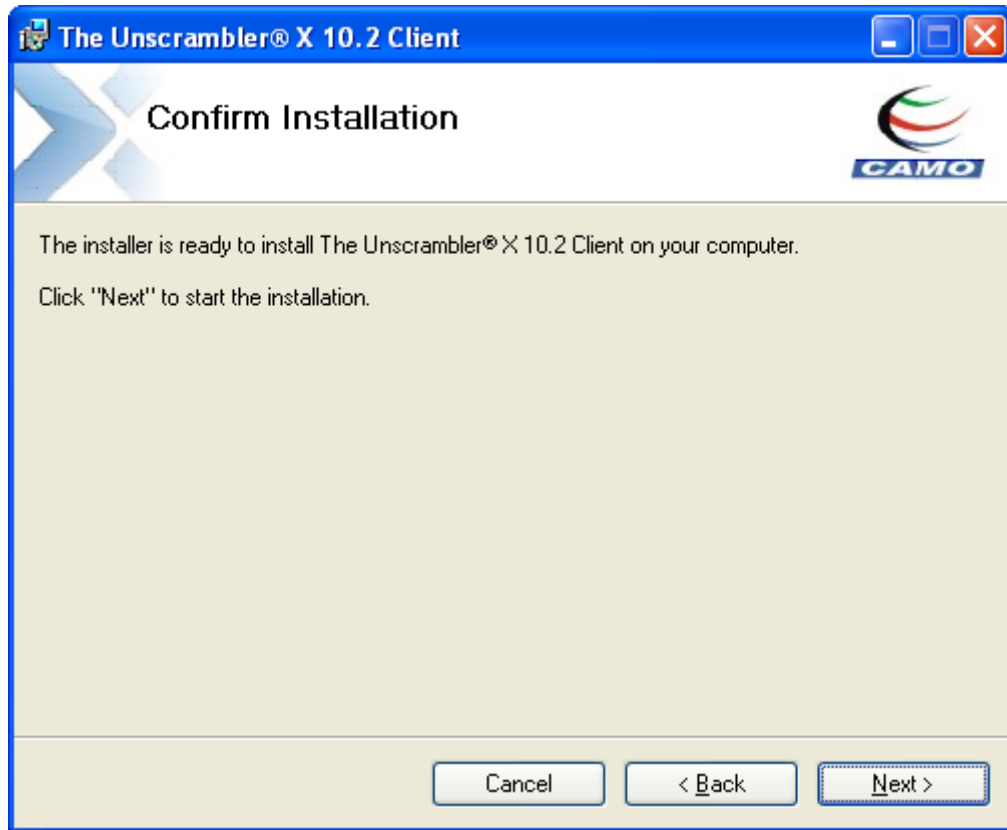 The Unscrambler® X 10.2 Client
Confirm Installation
CAMO
The installer is ready to install The Unscrambler® X 10.2 Client on your computer.
Click "Next" to start the installation.
Cancel
< Back
Next >